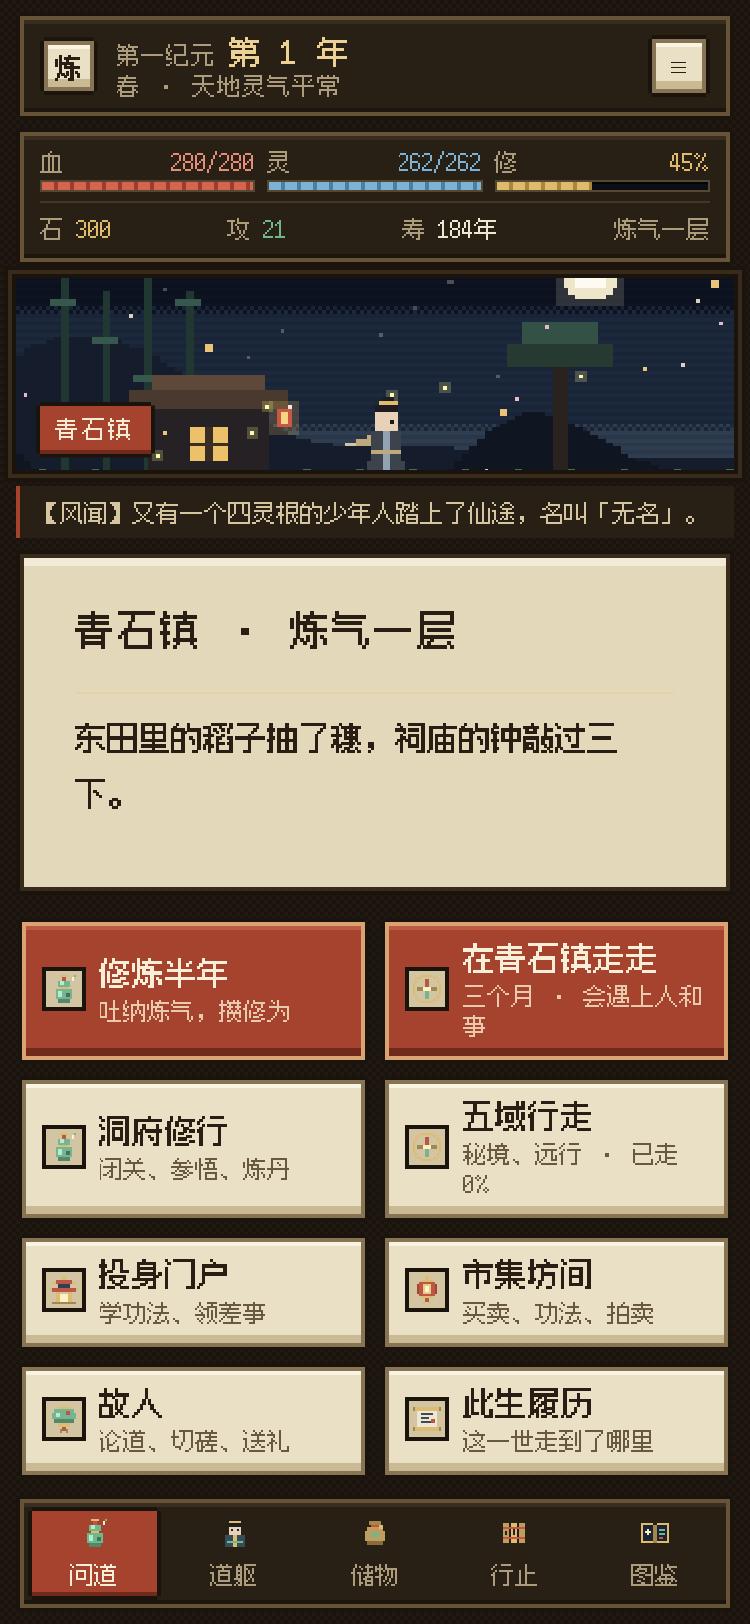 炼
第一纪元 第 1 年
春 · 天地灵气平常
≡
血 280/280 灵 262/262 修 45%
石 300 攻 21 寿 184年 炼气一层
青石镇
【风闻】又有一个四灵根的少年人踏上了仙途，名叫「无名」。
青石镇 · 炼气一层
东田里的稻子抽了穗，祠庙的钟敲过三
下。
修炼半年
吐纳炼气，攒修为
在青石镇走走
三个月 · 会遇上人和
事
洞府修行
闭关、参悟、炼丹
五域行走
秘境、远行 · 已走
0%
投身门户
学功法、领差事
市集坊间
买卖、功法、拍卖
故人
论道、切磋、送礼
此生履历
这一世走到了哪里
问道 道躯 储物 行止 图鉴